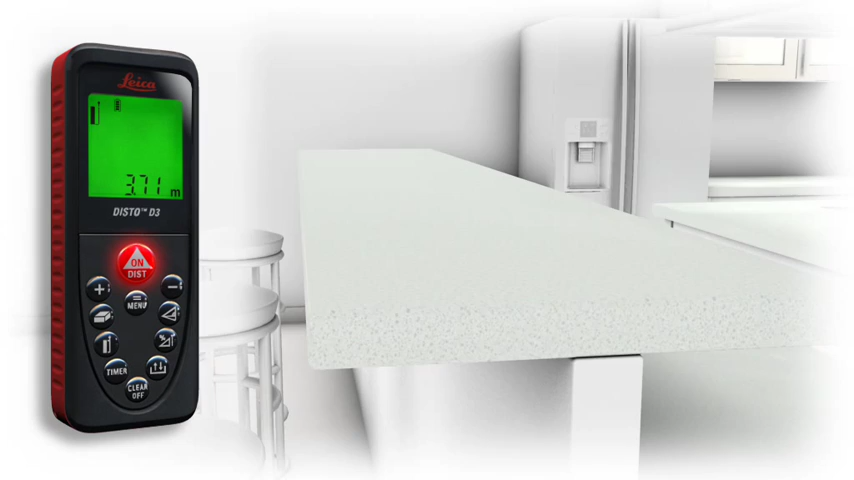 Leica
3.71 m
DISTO™ D3
ON
DIST
+
−
MENU
%
TIMER
CLEAR
OFF